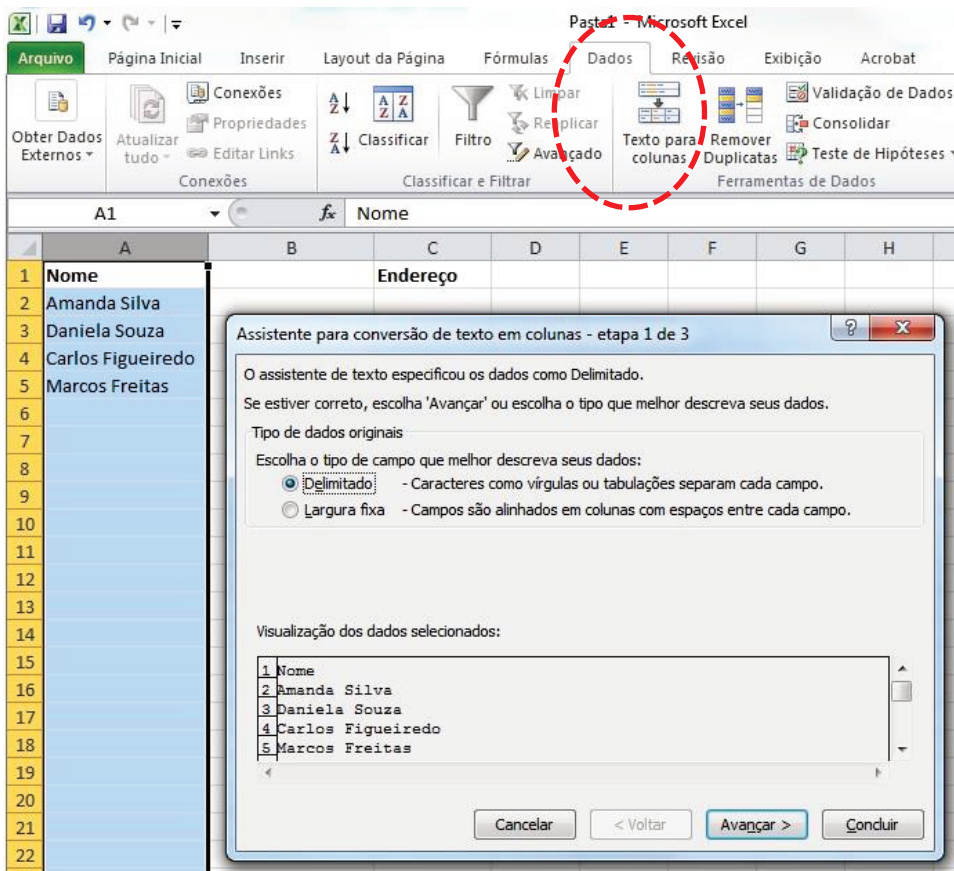 Pasta1 - Microsoft Excel
Arquivo Página Inicial Inserir Layout da Página Fórmulas Dados Revisão Exibição Acrobat
Obter Dados Externos
Atualizar tudo
Conexões
Propriedades
Editar Links
Conexões
A Z
Z A
A Z
Z A
Classificar
Filtro
Limpar
Reaplicar
Avançado
Classificar e Filtrar
Texto para colunas
Remover Duplicatas
Validação de Dados
Consolidar
Teste de Hipóteses
Ferramentas de Dados
A1 fx Nome
A B C D E F G H
1 Nome Endereço
2 Amanda Silva
3 Daniela Souza
4 Carlos Figueiredo
5 Marcos Freitas
6
7
8
9
10
11
12
13
14
15
16
17
18
19
20
21
22
Assistente para conversão de texto em colunas - etapa 1 de 3
O assistente de texto especificou os dados como Delimitado.
Se estiver correto, escolha 'Avançar' ou escolha o tipo que melhor descreva seus dados.
Tipo de dados originais
Escolha o tipo de campo que melhor descreva seus dados:
Delimitado - Caracteres como vírgulas ou tabulações separam cada campo.
Largura fixa - Campos são alinhados em colunas com espaços entre cada campo.
Visualização dos dados selecionados:
1 Nome
2 Amanda Silva
3 Daniela Souza
4 Carlos Figueiredo
5 Marcos Freitas
Cancelar < Voltar Avançar > Concluir